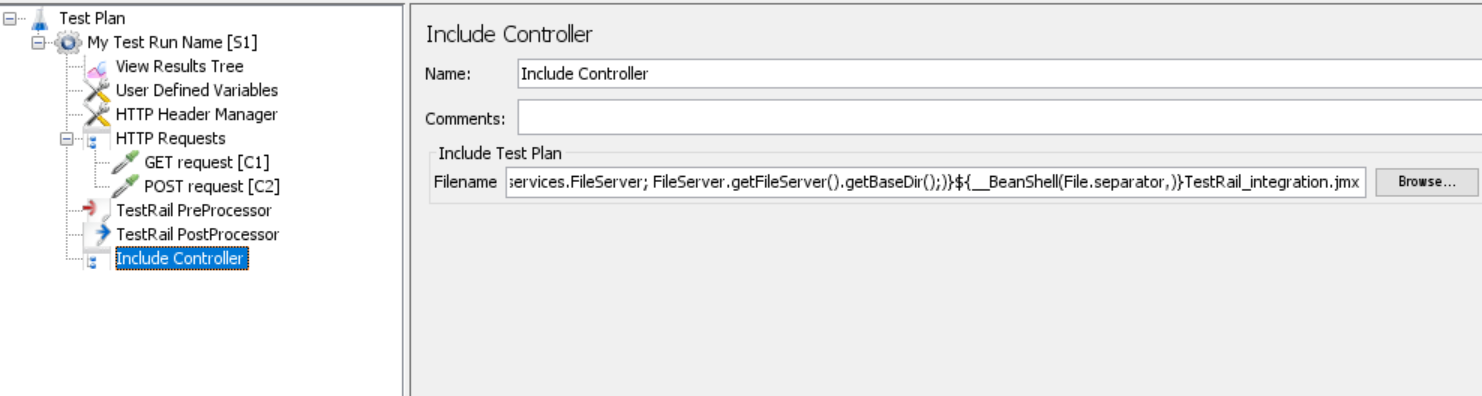 Test Plan
My Test Run Name [S1]
View Results Tree
User Defined Variables
HTTP Header Manager
HTTP Requests
GET request [C1]
POST request [C2]
TestRail PreProcessor
TestRail PostProcessor
Include Controller
Include Controller
Name: Include Controller
Comments:
Include Test Plan
Filename services.FileServer; FileServer.getFileServer().getBaseDir();)}${__BeanShell(File.separator,)}TestRail_integration.jmx Browse...